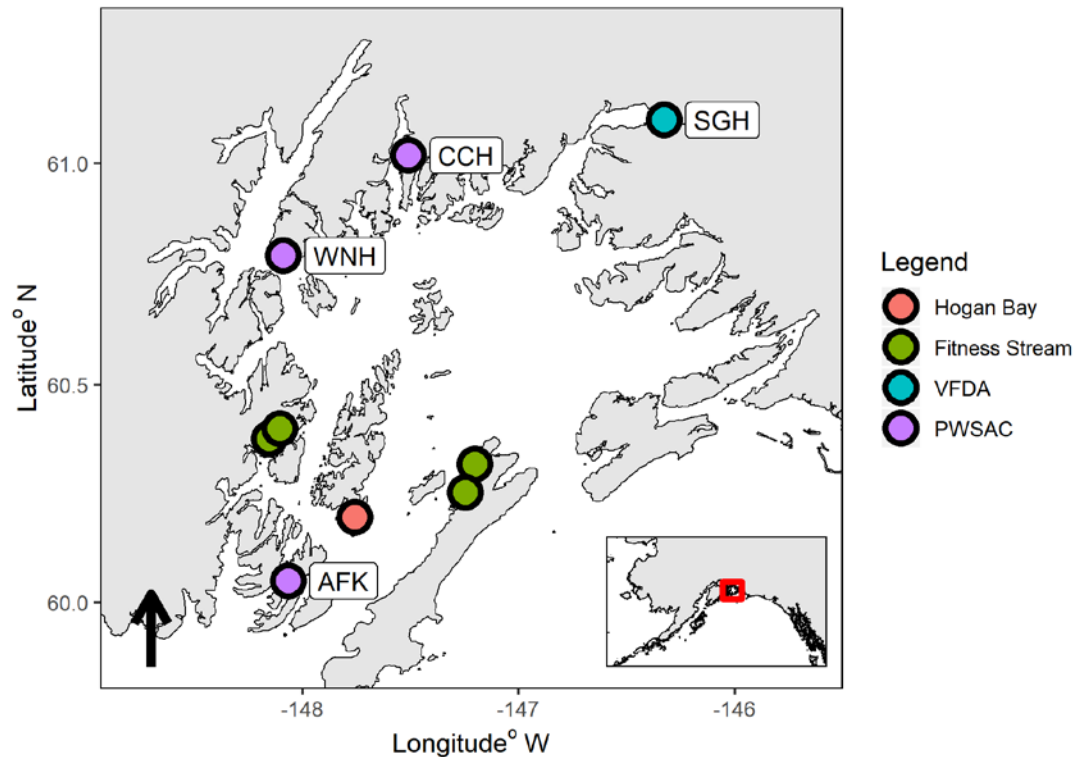 SGH
CCH
WNH
AFK
61.0
60.5
60.0
Latitude° N
-148
-147
-146
Longitude° W
Legend
Hogan Bay
Fitness Stream
VFDA
PWSAC